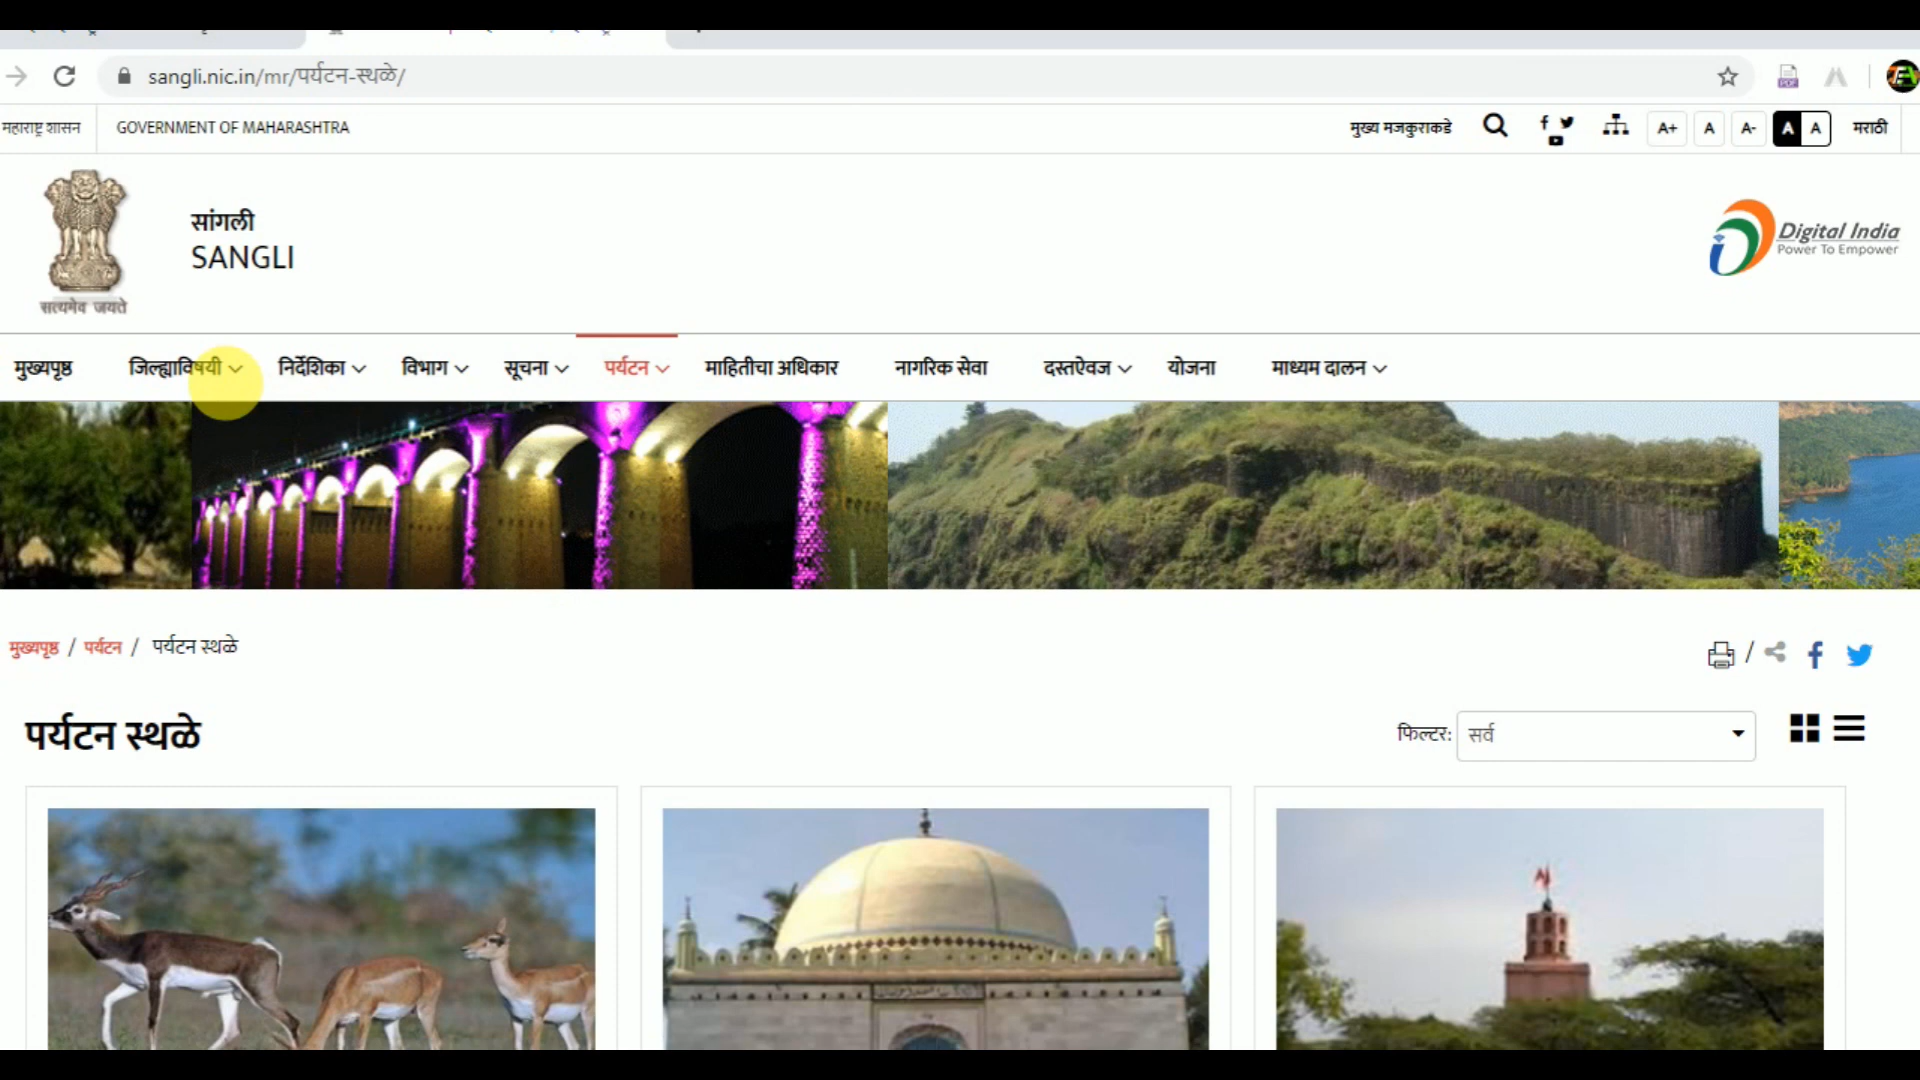 sangli.nic.in/mr/पर्यटन-स्थळे/
महाराष्ट्र शासन GOVERNMENT OF MAHARASHTRA मुख्य मजकुराकडे A+ A A- A A मराठी
सांगली
SANGLI
सत्यमेव जयते
Digital India
Power To Empower
मुख्यपृष्ठ जिल्ह्याविषयी निर्देशिका विभाग सूचना पर्यटन माहितीचा अधिकार नागरिक सेवा दस्तऐवज योजना माध्यम दालन
मुख्यपृष्ठ / पर्यटन / पर्यटन स्थळे
पर्यटन स्थळे
फिल्टर: सर्व